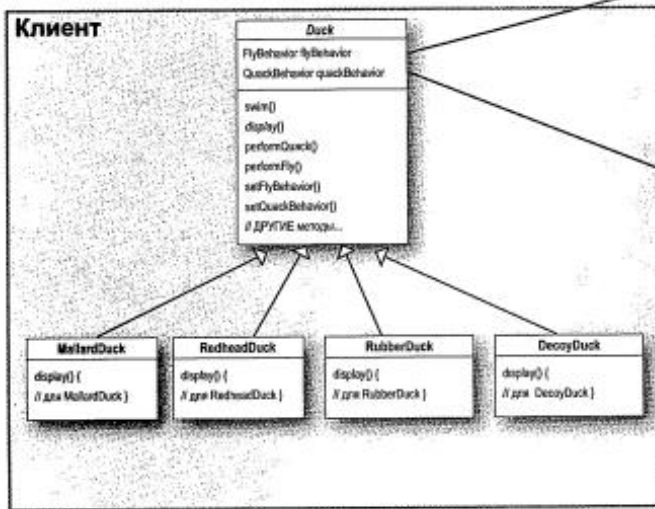 Клиент
Duck
FlyBehavior flyBehavior
QuackBehavior quackBehavior
swim()
display()
performQuack()
performFly()
setFlyBehavior()
setQuackBehavior()
// ДРУГИЕ методы...
MallardDuck
display() {
// для MallardDuck }
RedheadDuck
display() {
// для RedheadDuck }
RubberDuck
display() {
// для RubberDuck }
DecoyDuck
display() {
// для DecoyDuck }